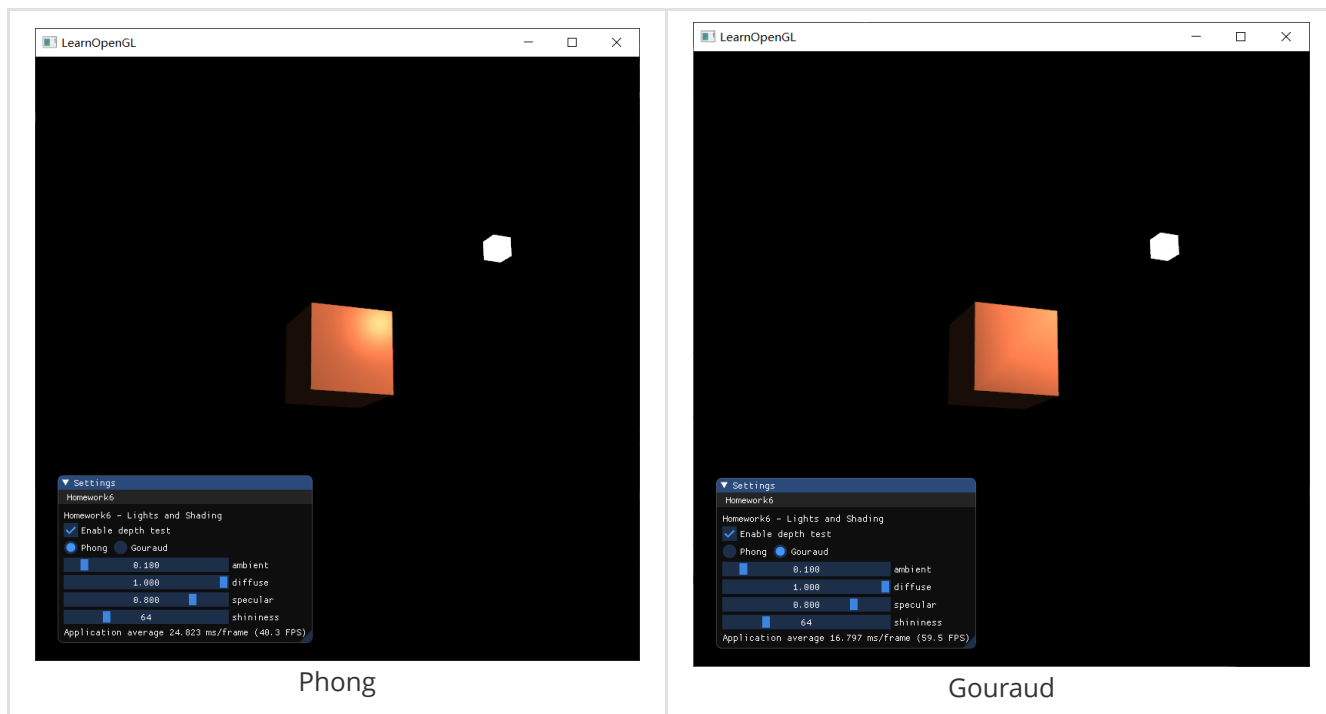 LearnOpenGL
Settings
Homework6
Homework6 - Lights and Shading
Enable depth test
Phong Gouraud
0.100 ambient
1.000 diffuse
0.800 specular
64 shininess
Application average 24.823 ms/frame (40.3 FPS)
Phong
LearnOpenGL
Settings
Homework6
Homework6 - Lights and Shading
Enable depth test
Phong Gouraud
0.100 ambient
1.000 diffuse
0.800 specular
64 shininess
Application average 16.797 ms/frame (59.5 FPS)
Gouraud